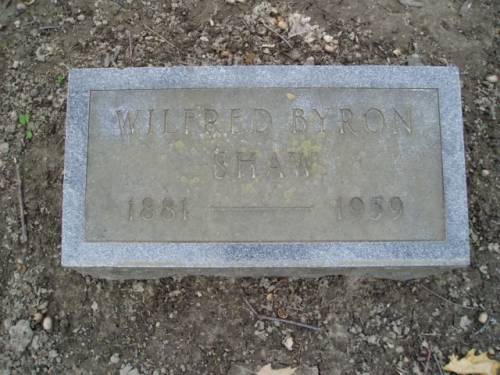 WILFRED BYRON
SHAW
1881 — 1959